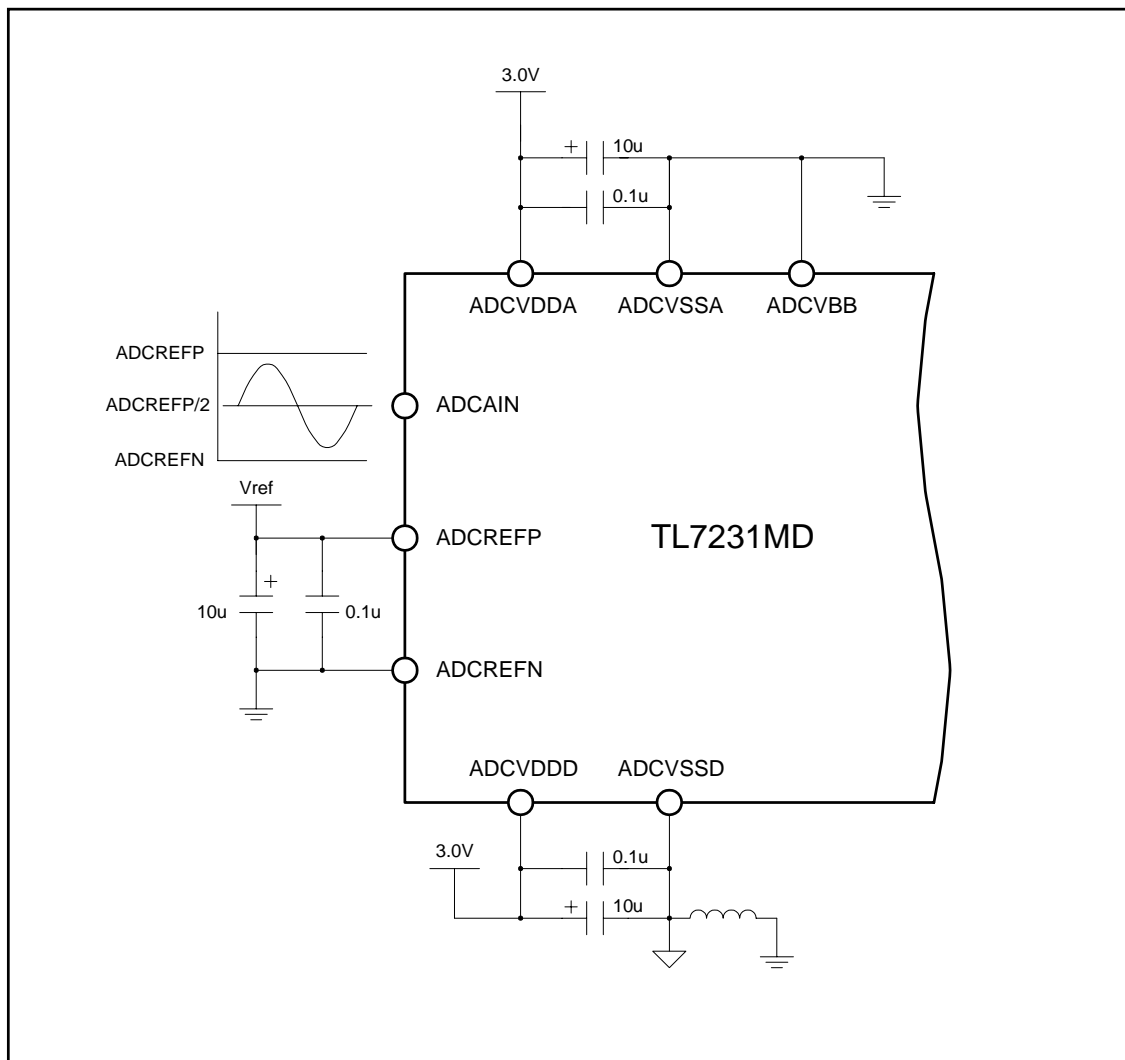 3.0V
+ 10u
0.1u
ADCVDDA ADCVSSA ADCVBB
ADCREFP
ADCREFP/2
ADCREFN
ADCAIN
Vref
ADCREFP
TL7231MD
+
10u 0.1u
ADCREFN
ADCVDDD ADCVSSD
3.0V
0.1u
+ 10u